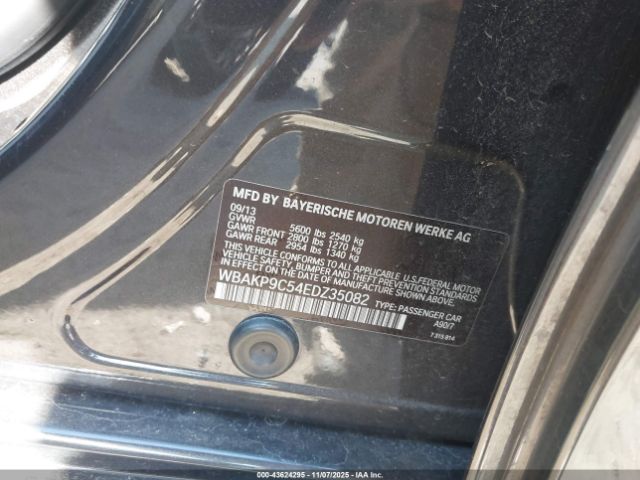 MFD BY BAYERISCHE MOTOREN WERKE AG
09/13
GVWR 5600 lbs 2540 kg
GAWR FRONT 2800 lbs 1270 kg
GAWR REAR 2954 lbs 1340 kg
THIS VEHICLE CONFORMS TO ALL APPLICABLE U.S.FEDERAL MOTOR
VEHICLE SAFETY, BUMPER AND THEFT PREVENTION STANDARDS
IN EFFECT ON THE DATE OF MANUFACTURE SHOWN ABOVE.
WBAKP9C54EDZ35082 TYPE: PASSENGER CAR
A90/7
7 315 814
000-43624295 - 11/07/2025 - IAA Inc.